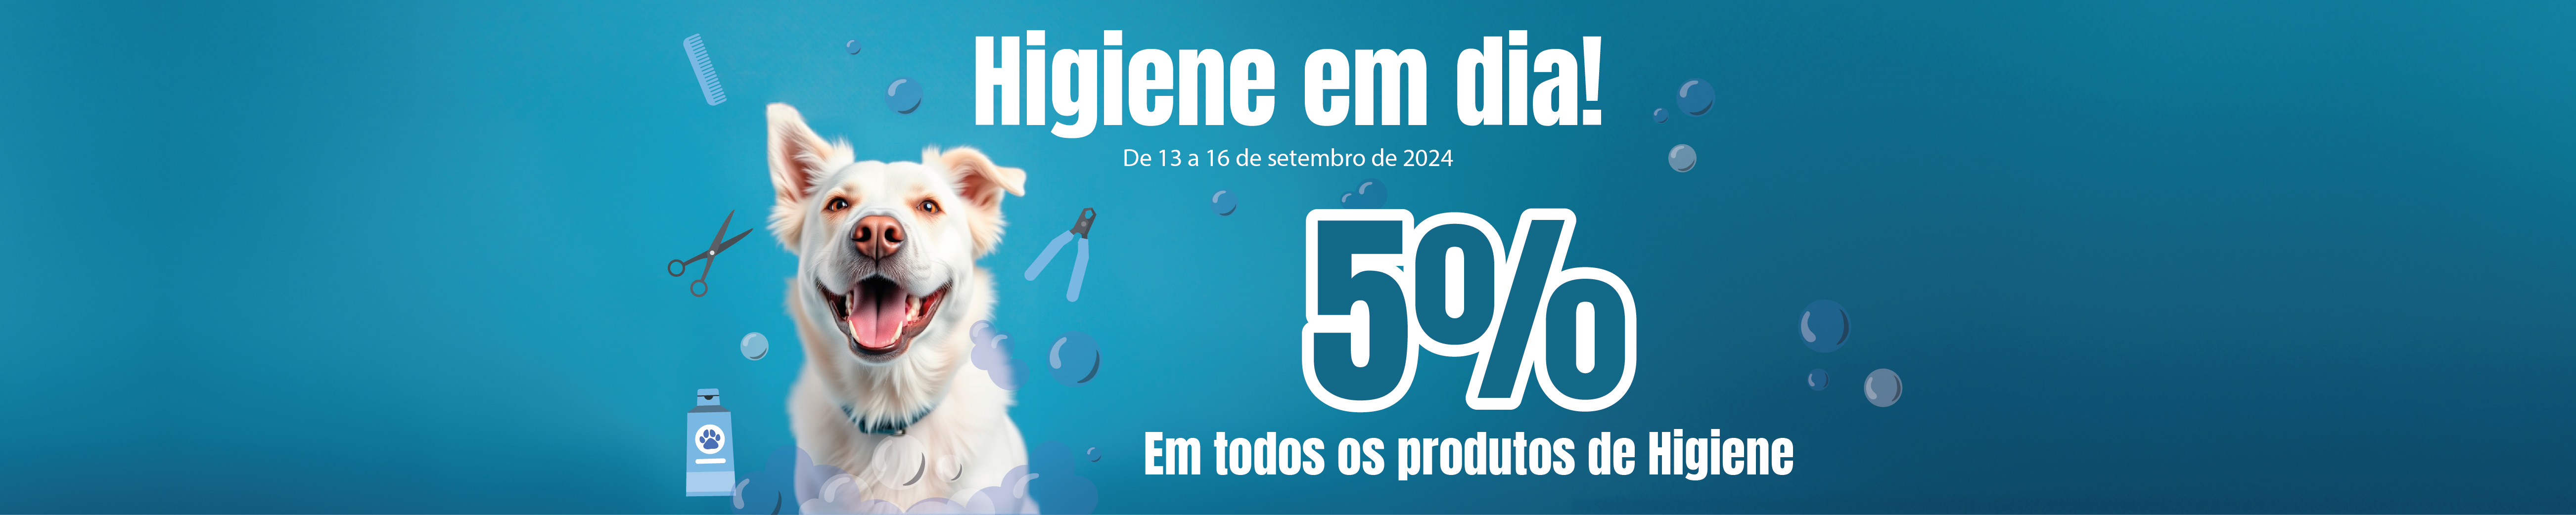 Higiene em dia!
De 13 a 16 de setembro de 2024
5%
Em todos os produtos de Higiene